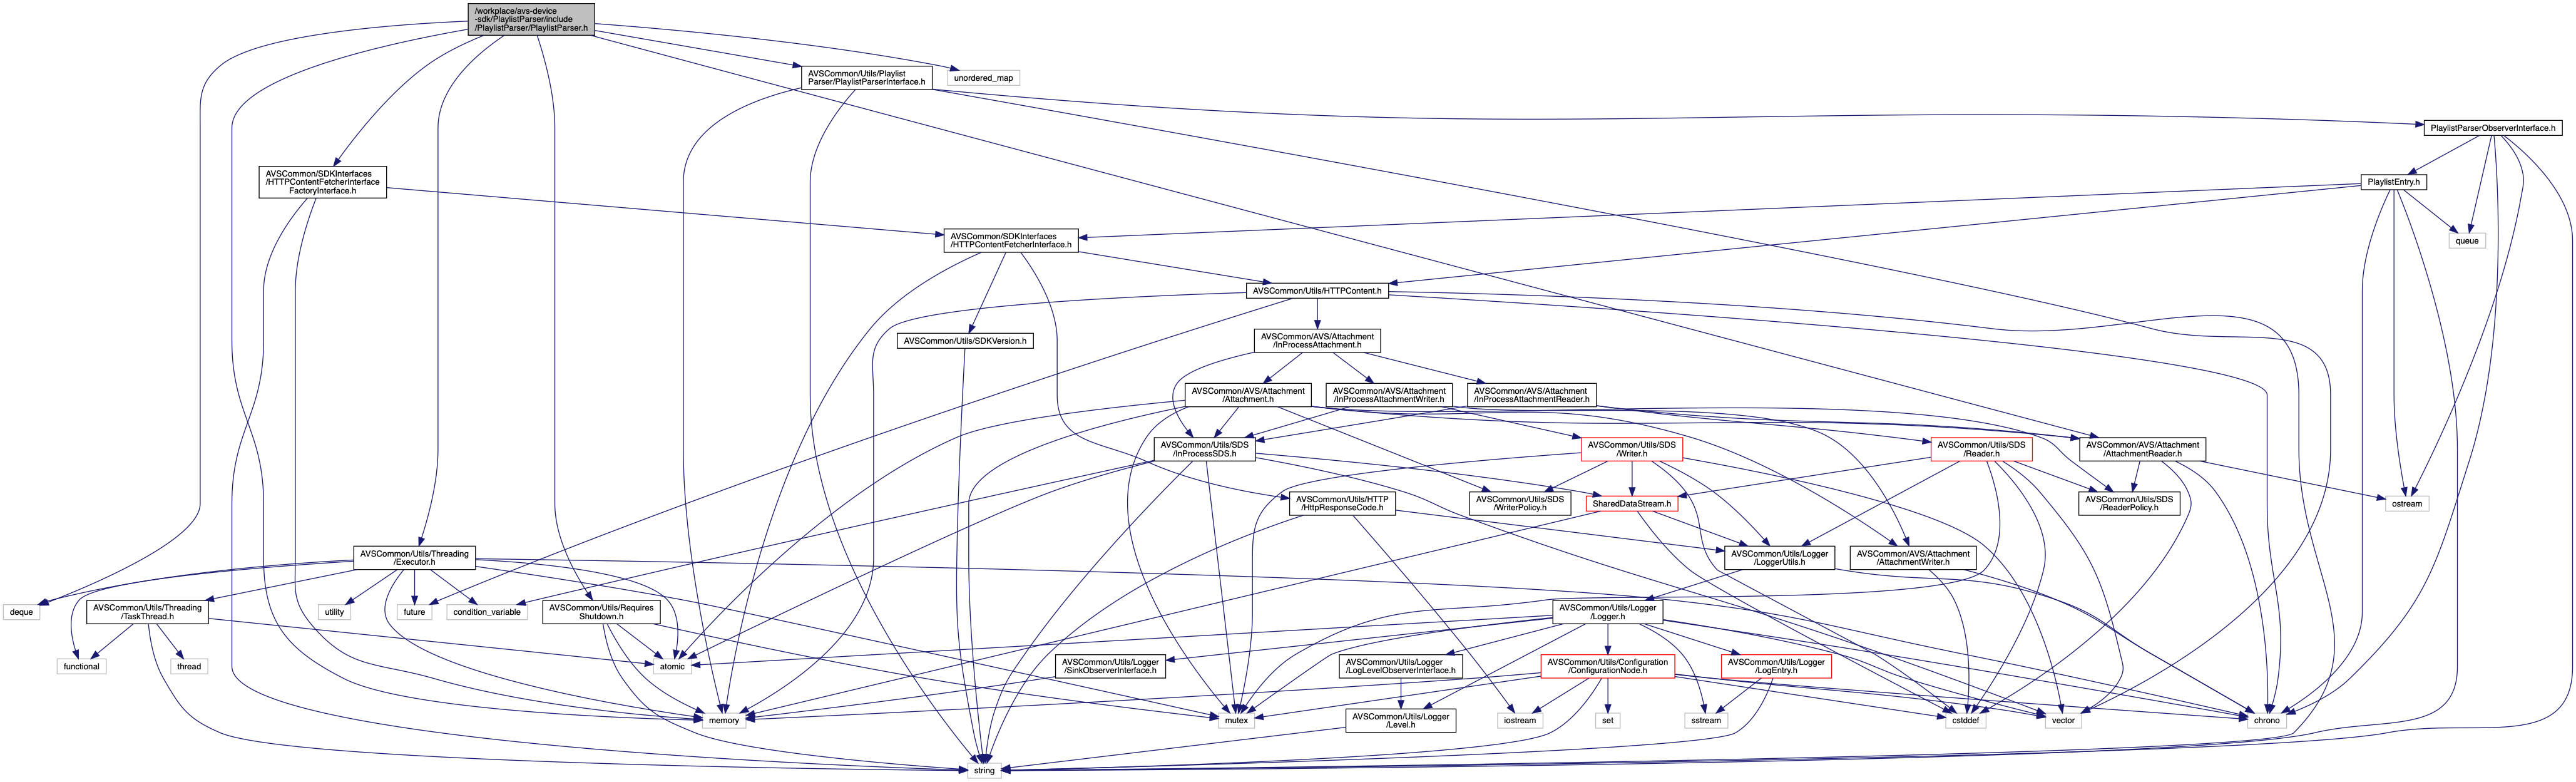 /workplace/avs-device
-sdk/PlaylistParser/include
/PlaylistParser/PlaylistParser.h
AVSCommon/Utils/Playlist
Parser/PlaylistParserInterface.h
unordered_map
PlaylistParserObserverInterface.h
AVSCommon/SDKInterfaces
/HTTPContentFetcherInterface
FactoryInterface.h
PlaylistEntry.h
AVSCommon/SDKInterfaces
/HTTPContentFetcherInterface.h
queue
AVSCommon/Utils/HTTPContent.h
AVSCommon/Utils/SDKVersion.h
AVSCommon/AVS/Attachment
/InProcessAttachment.h
AVSCommon/AVS/Attachment
/Attachment.h
AVSCommon/AVS/Attachment
/InProcessAttachmentWriter.h
AVSCommon/AVS/Attachment
/InProcessAttachmentReader.h
AVSCommon/Utils/SDS
/InProcessSDS.h
AVSCommon/Utils/SDS
/Writer.h
AVSCommon/Utils/SDS
/Reader.h
AVSCommon/AVS/Attachment
/AttachmentReader.h
AVSCommon/Utils/HTTP
/HttpResponseCode.h
AVSCommon/Utils/SDS
/WriterPolicy.h
SharedDataStream.h
AVSCommon/Utils/SDS
/ReaderPolicy.h
ostream
AVSCommon/Utils/Threading
/Executor.h
AVSCommon/Utils/Logger
/LoggerUtils.h
AVSCommon/AVS/Attachment
/AttachmentWriter.h
deque
AVSCommon/Utils/Threading
/TaskThread.h
utility
future
condition_variable
AVSCommon/Utils/Requires
Shutdown.h
AVSCommon/Utils/Logger
/Logger.h
functional
thread
atomic
AVSCommon/Utils/Logger
/SinkObserverInterface.h
AVSCommon/Utils/Logger
/LogLevelObserverInterface.h
AVSCommon/Utils/Configuration
/ConfigurationNode.h
AVSCommon/Utils/Logger
/LogEntry.h
memory
mutex
AVSCommon/Utils/Logger
/Level.h
iostream
set
sstream
cstddef
vector
chrono
string